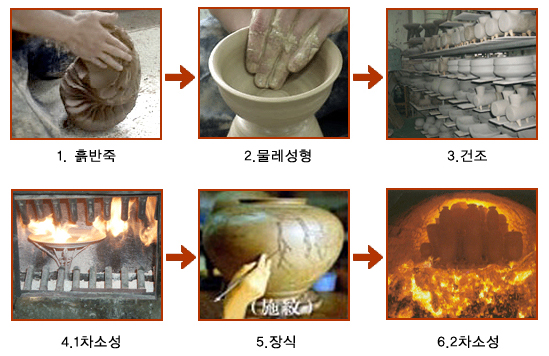 1. 흙반죽
2.물레성형
3.건조
(施紋)
4.1차소성
5.장식
6.2차소성